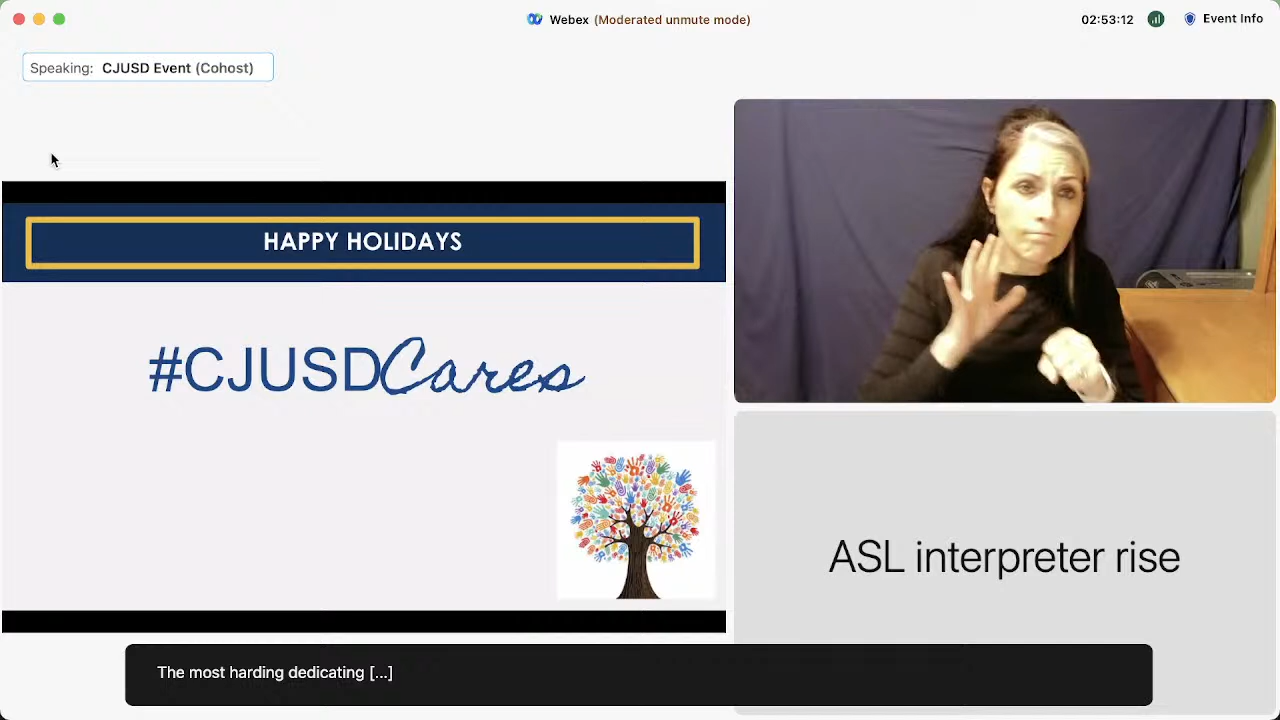 Webex (Moderated unmute mode)
02:53:12
Event Info
Speaking: CJUSD Event (Cohost)
HAPPY HOLIDAYS
#CJUSDCares
ASL interpreter rise
The most harding dedicating [...]